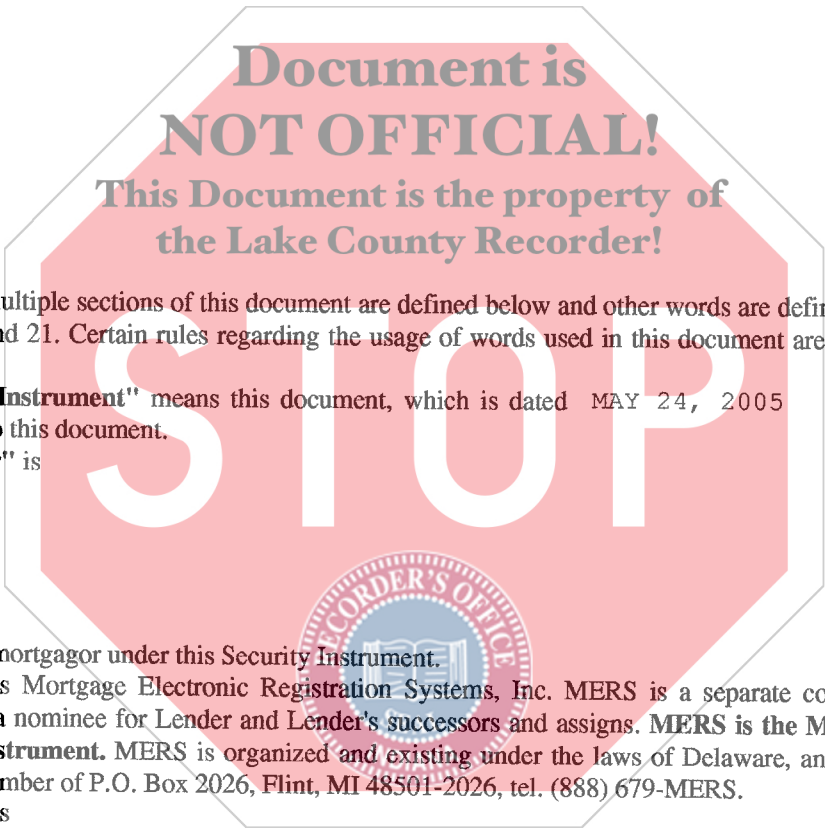 Document is
NOT OFFICIAL!
This Document is the property of
the Lake County Recorder!
ultiple sections of this document are defined below and other words are defin
nd 21. Certain rules regarding the usage of words used in this document are
STOP
Instrument" means this document, which is dated MAY 24, 2005
this document.
" is
RECORDER'S OFFICE
mortgagor under this Security Instrument.
s Mortgage Electronic Registration Systems, Inc. MERS is a separate co
a nominee for Lender and Lender's successors and assigns. MERS is the M
strument. MERS is organized and existing under the laws of Delaware, an
mber of P.O. Box 2026, Flint, MI 48501-2026, tel. (888) 679-MERS.
s